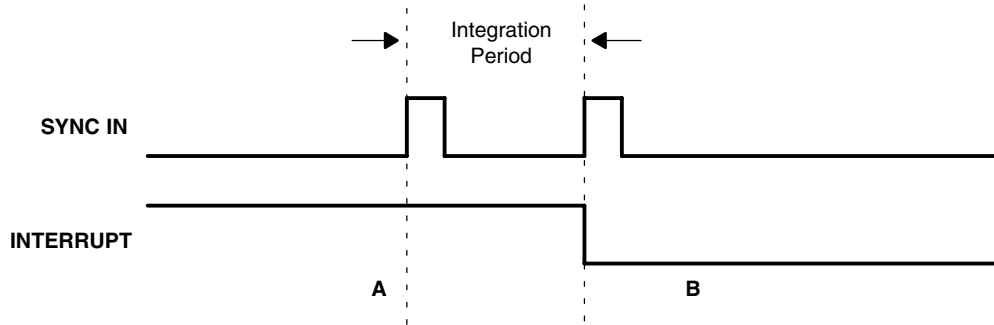 Integration
Period
SYNC IN
INTERRUPT
A
B